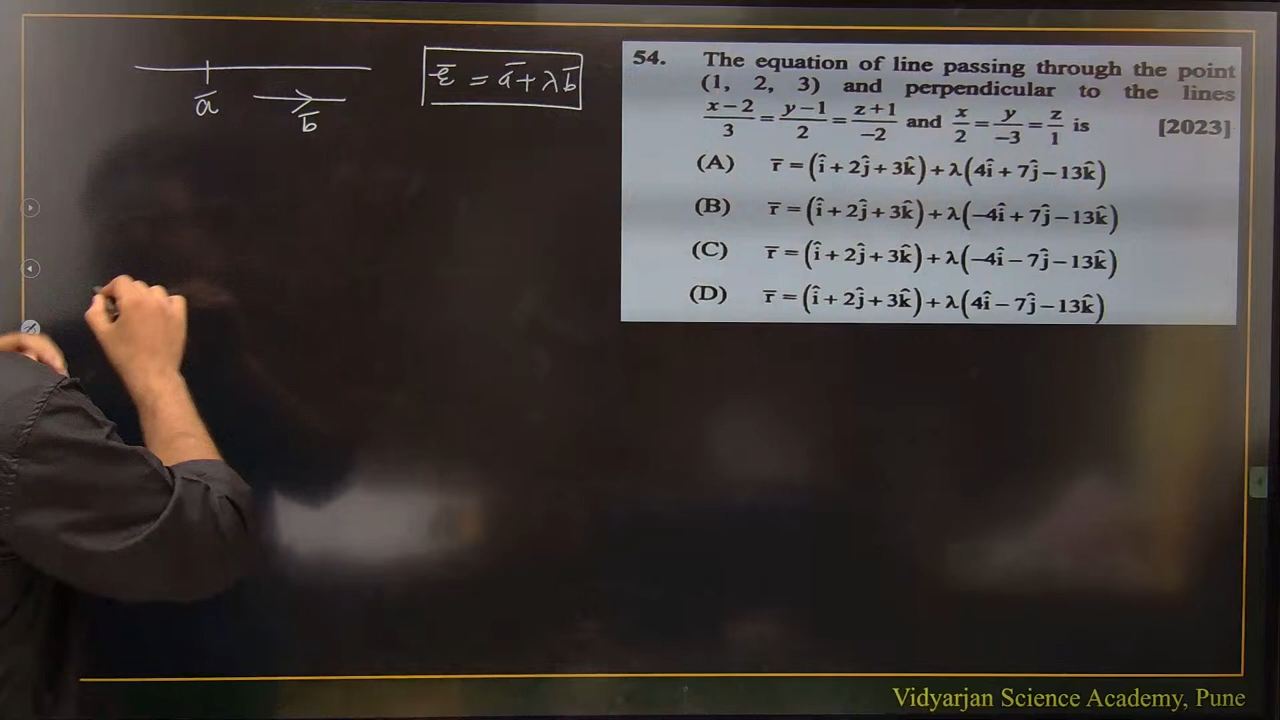 ā
b̄
r̄ = ā + λb̄
54. The equation of line passing through the point
(1, 2, 3) and perpendicular to the lines
(x−2)/3 = (y−1)/2 = (z+1)/−2 and x/2 = y/−3 = z/1 is [2023]
(A) r̄ = (î + 2ĵ + 3k̂) + λ(4î + 7ĵ − 13k̂)
(B) r̄ = (î + 2ĵ + 3k̂) + λ(−4î + 7ĵ − 13k̂)
(C) r̄ = (î + 2ĵ + 3k̂) + λ(−4î − 7ĵ − 13k̂)
(D) r̄ = (î + 2ĵ + 3k̂) + λ(4î − 7ĵ − 13k̂)
Vidyarjan Science Academy, Pune